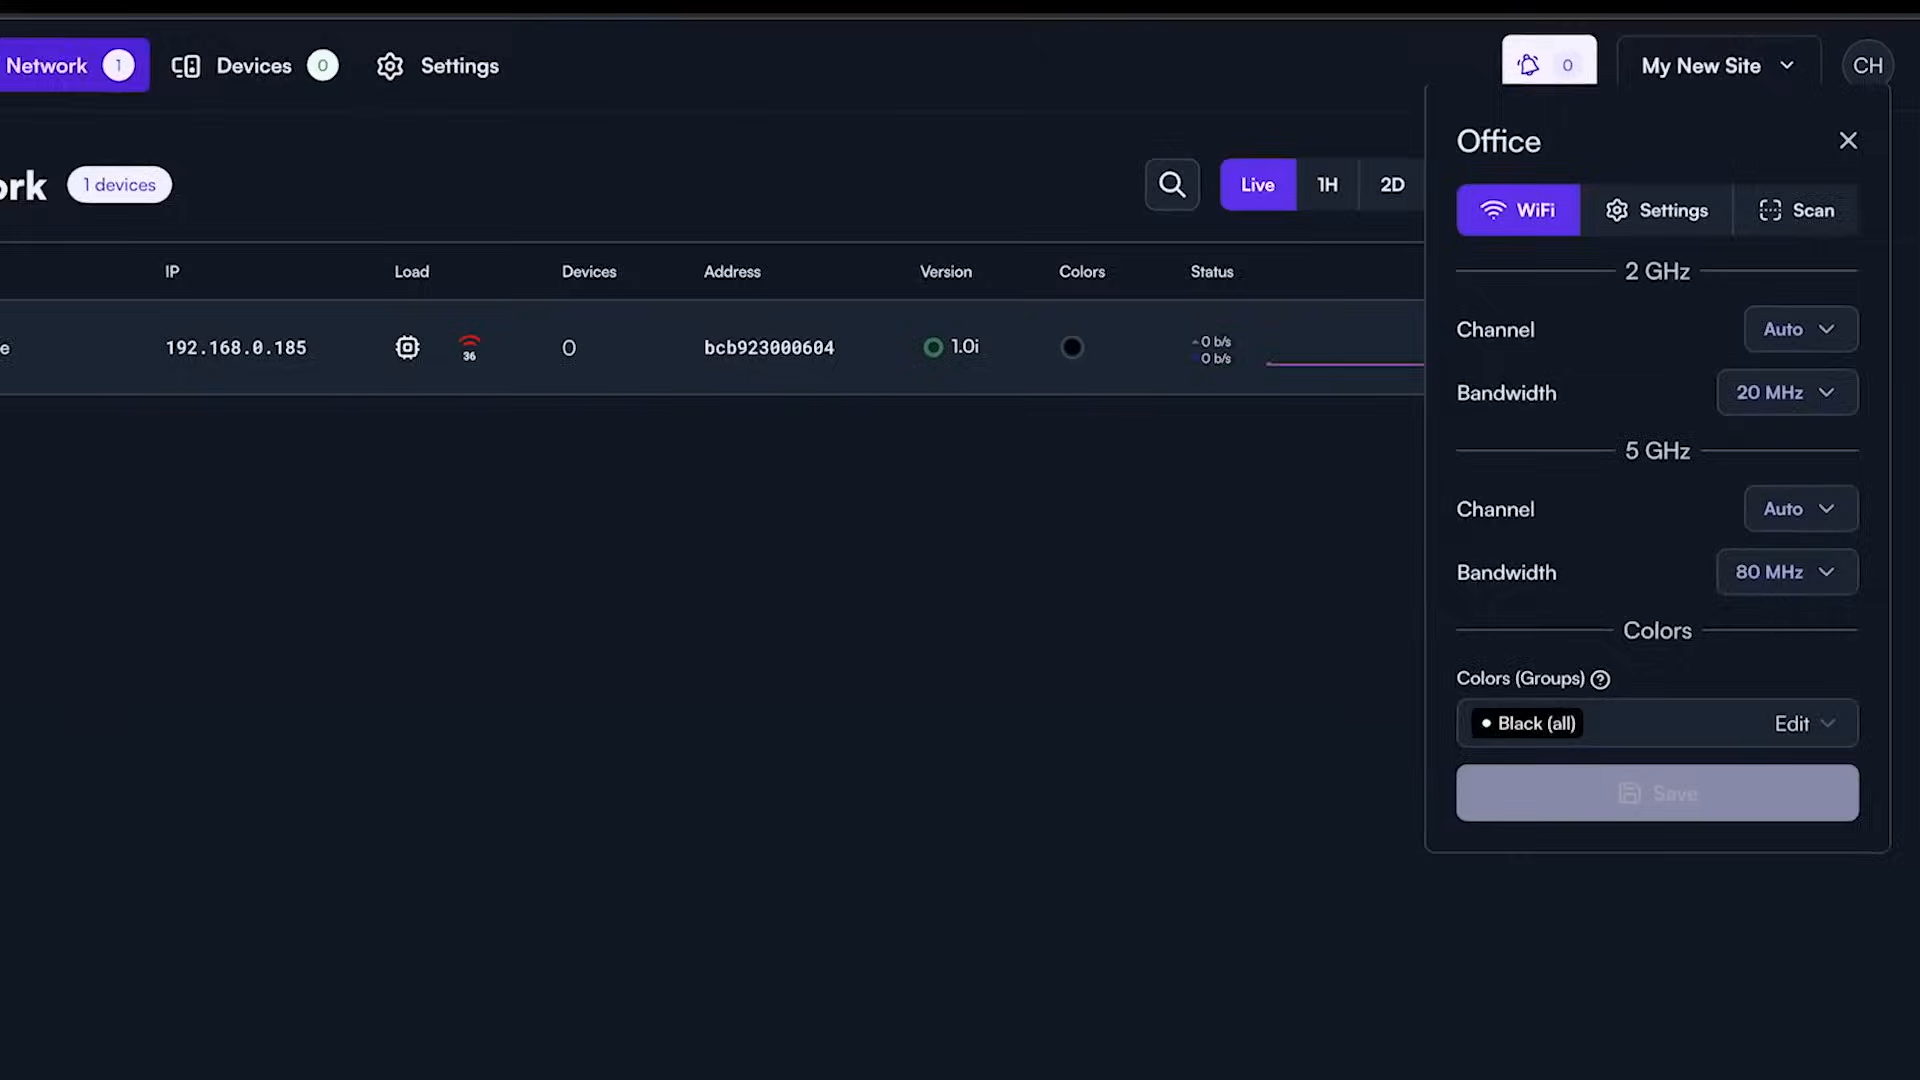 Network 1 Devices 0 Settings 0 My New Site CH
ork 1 devices Live 1H 2D
IP Load Devices Address Version Colors Status
e 192.168.0.185 36 0 bcb923000604 1.0i 0 b/s
0 b/s
Office
WiFi Settings Scan
2 GHz
Channel Auto
Bandwidth 20 MHz
5 GHz
Channel Auto
Bandwidth 80 MHz
Colors
Colors (Groups) ?
Black (all) Edit
Save